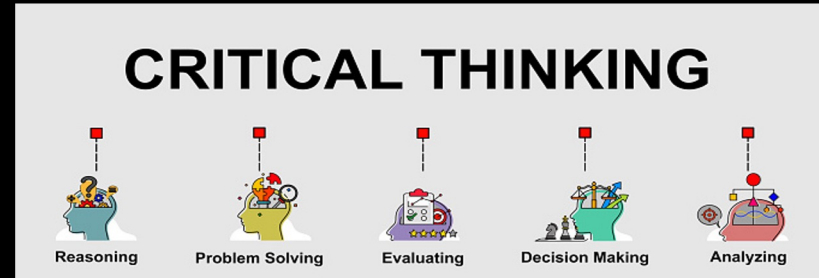 CRITICAL THINKING
Reasoning
Problem Solving
Evaluating
Decision Making
Analyzing